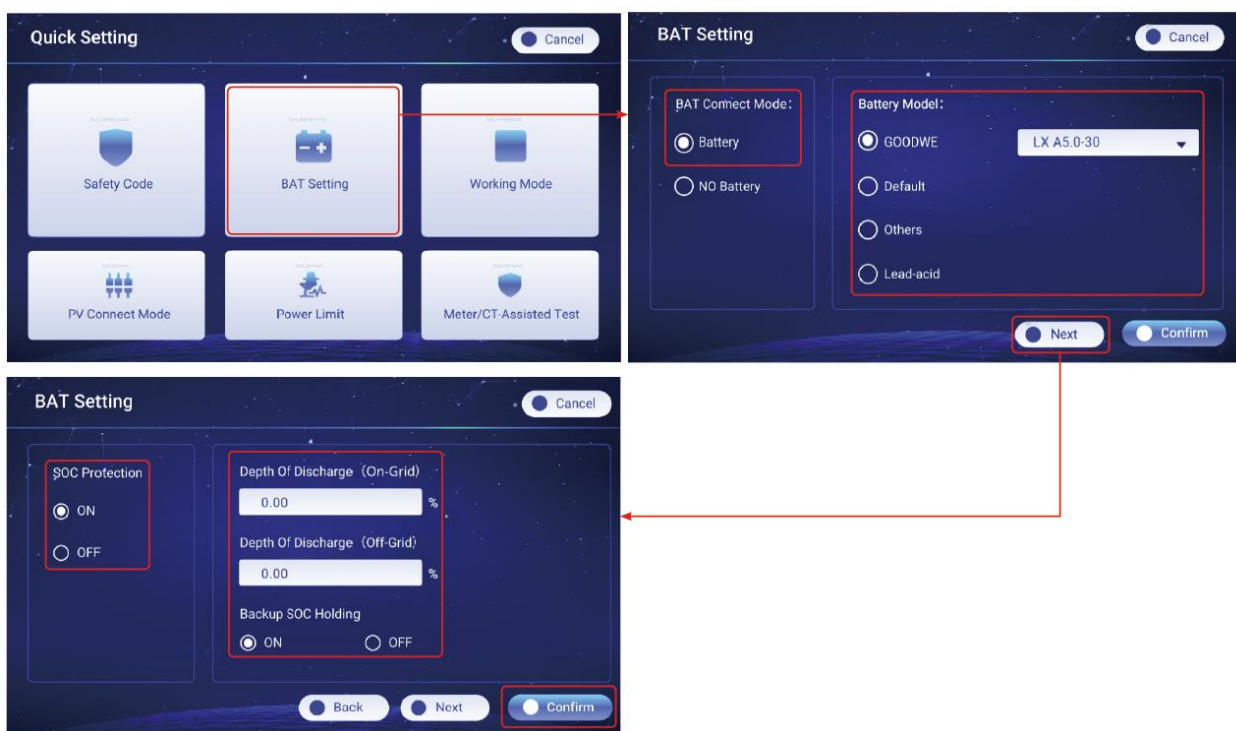 Quick Setting
Cancel
Safety Code
BAT Setting
Working Mode
PV Connect Mode
Power Limit
Meter/CT-Assisted Test
BAT Setting
Cancel
BAT Connect Mode:
Battery
NO Battery
Battery Model:
GOODWE
LX A5.0-30
Default
Others
Lead-acid
Next
Confirm
BAT Setting
Cancel
SOC Protection
ON
OFF
Depth Of Discharge (On-Grid)
0.00
%
Depth Of Discharge (Off-Grid)
0.00
%
Backup SOC Holding
ON
OFF
Back
Next
Confirm